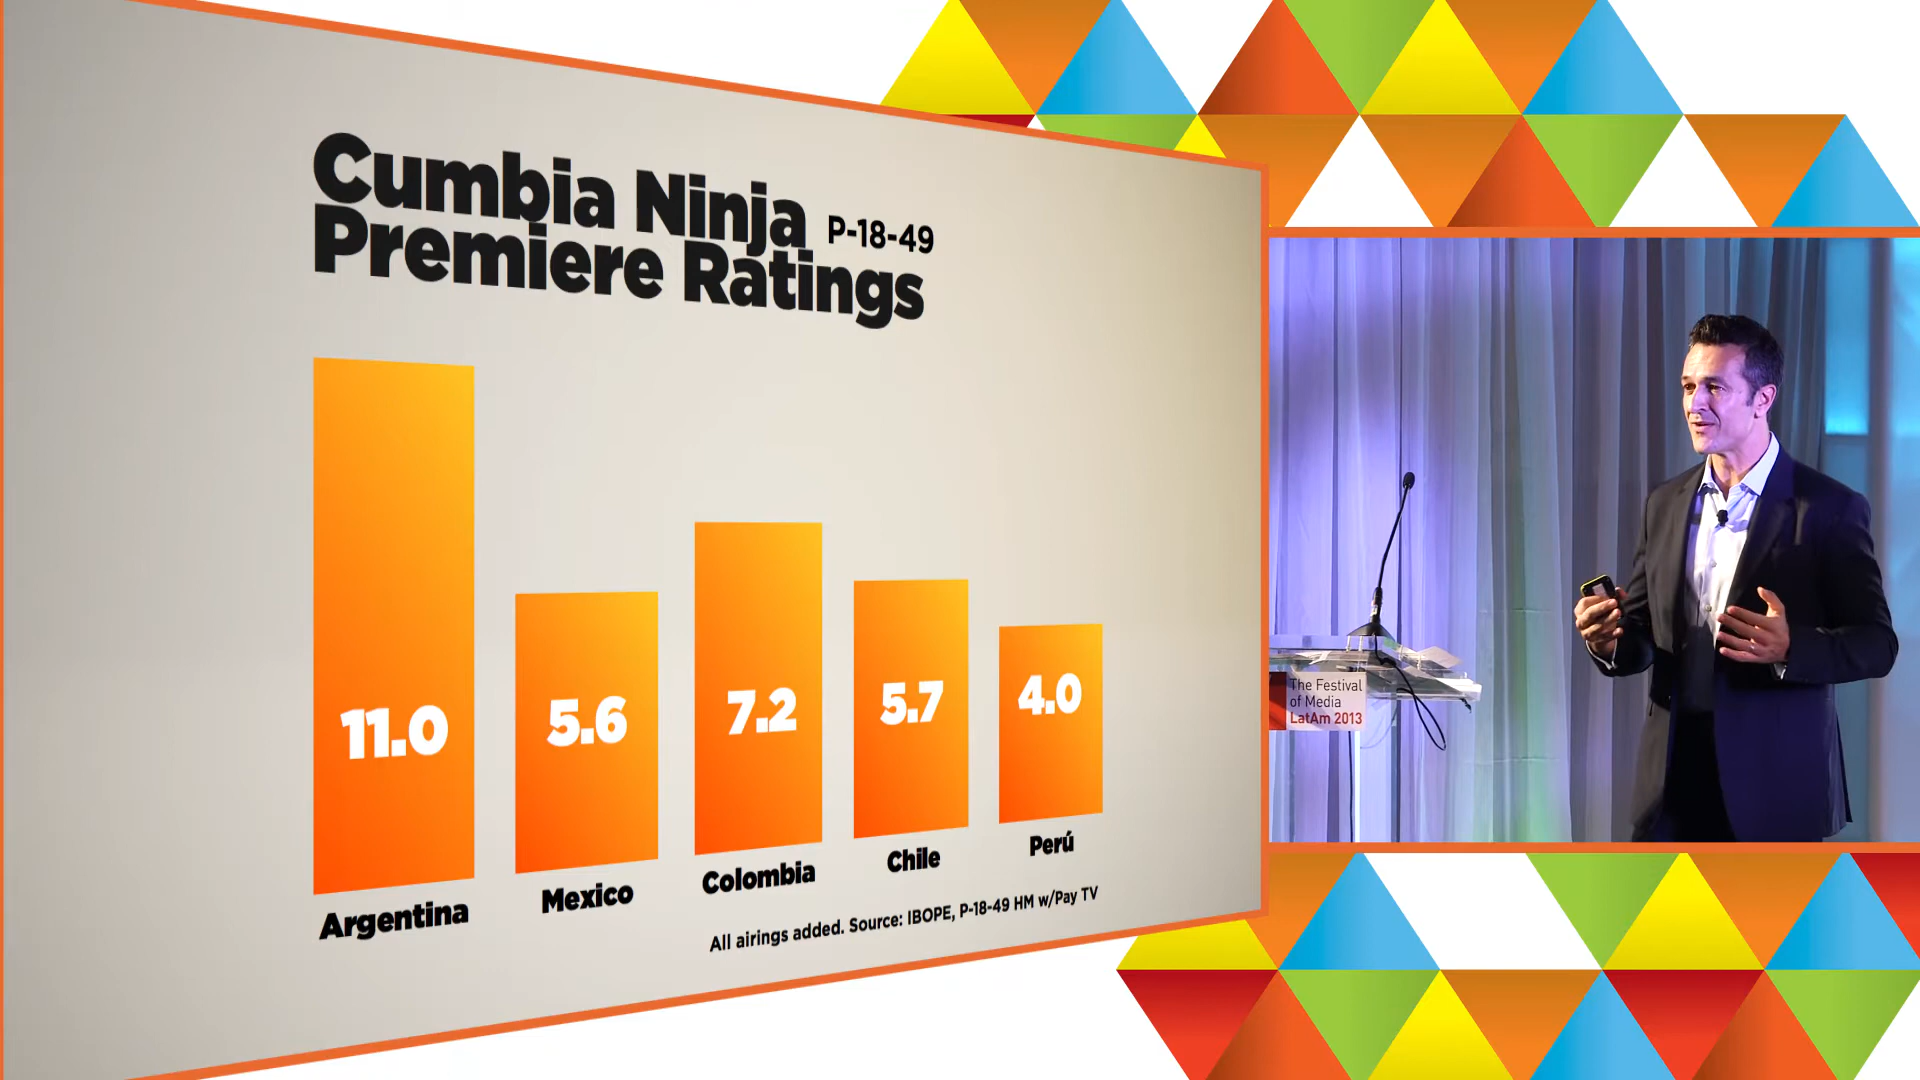 Cumbia Ninja
P-18-49
Premiere Ratings
11.0
5.6
7.2
5.7
4.0
Argentina
Mexico
Colombia
Chile
Perú
All airings added. Source: IBOPE, P-18-49 HM w/Pay TV
The Festival
of Media
LatAm 2013